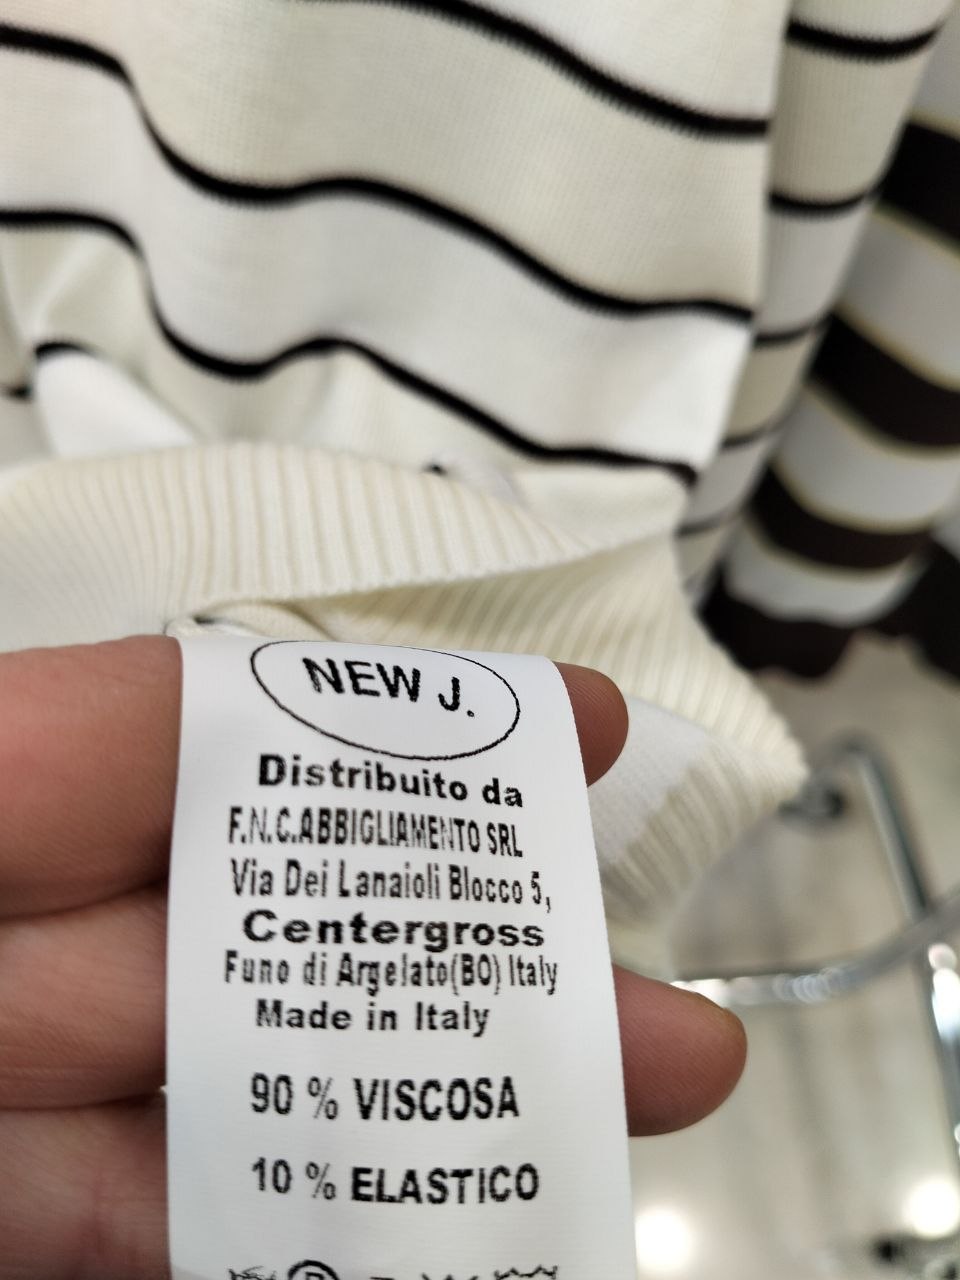 NEW J.
Distribuito da
F.N.C.ABBIGLIAMENTO SRL
Via Dei Lanaioli Blocco 5,
Centergross
Funo di Argelato(BO) Italy
Made in Italy
90 % VISCOSA
10 % ELASTICO